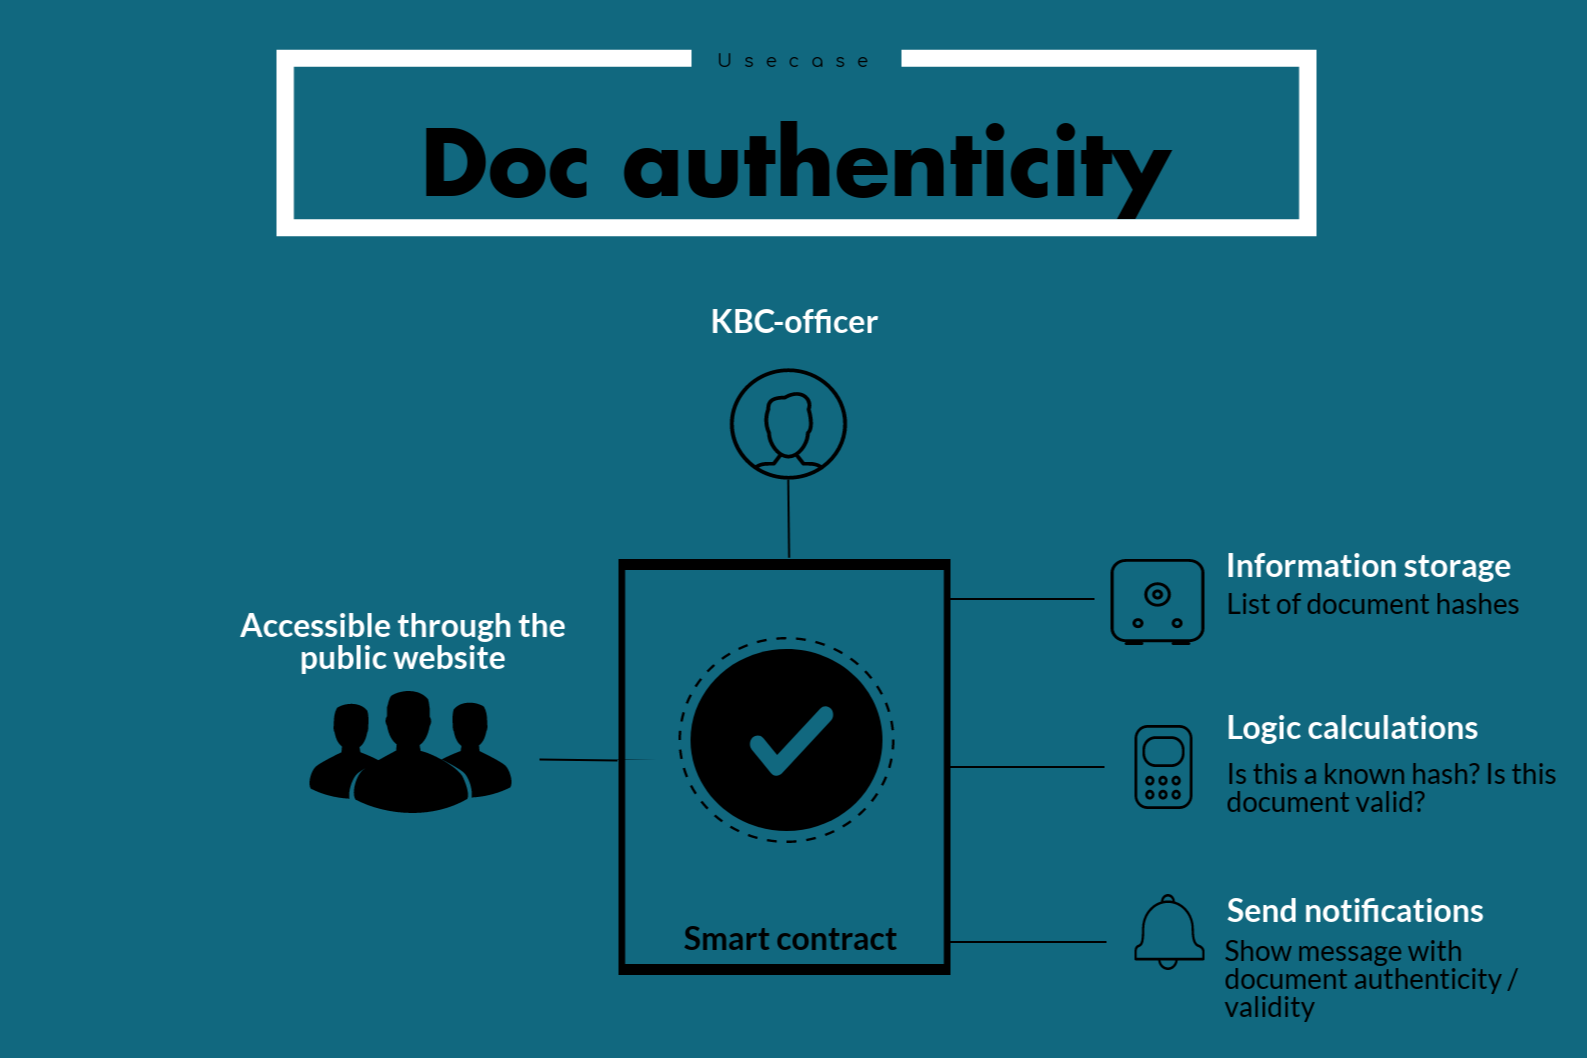 Usecase
Doc authenticity
KBC-officer
Accessible through the
public website
Smart contract
Information storage
List of document hashes
Logic calculations
Is this a known hash? Is this
document valid?
Send notifications
Show message with
document authenticity /
validity